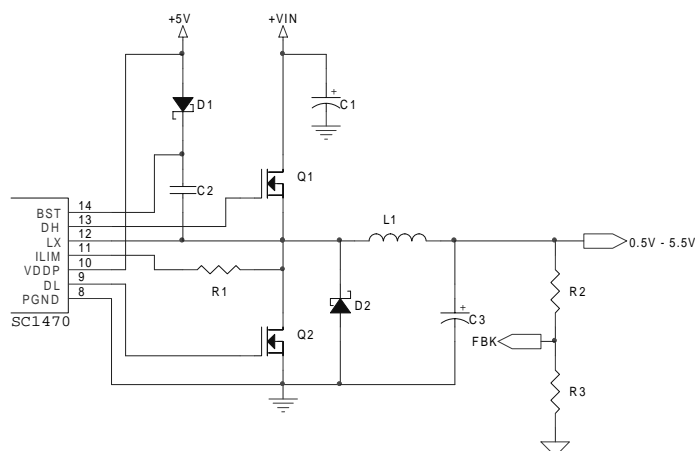 +5V
+VIN
D1
+
C1
C2
Q1
BST 14
DH 13
LX 12
ILIM 11
VDDP 10
DL 9
PGND 8
SC1470
R1
L1
0.5V - 5.5V
D2
+
C3
R2
Q2
FBK
R3